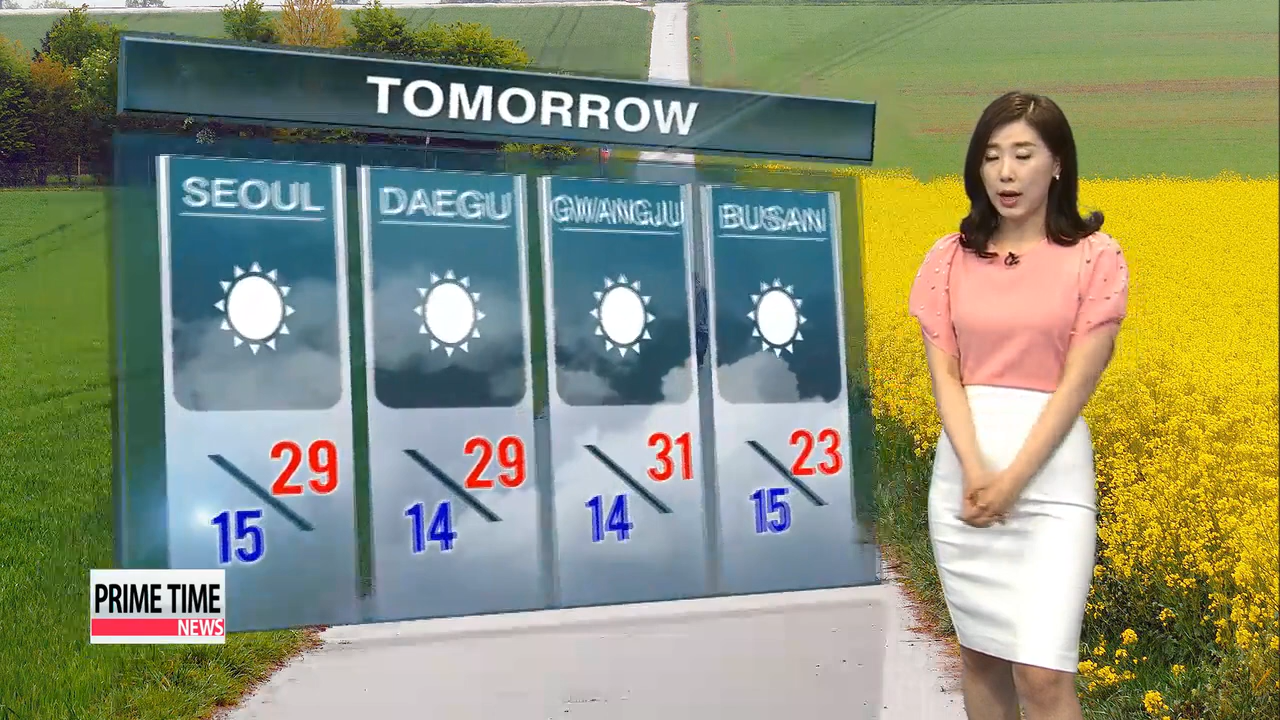 TOMORROW
SEOUL
DAEGU
GWANGJU
BUSAN
29
15
29
14
31
14
23
15
PRIME TIME
NEWS